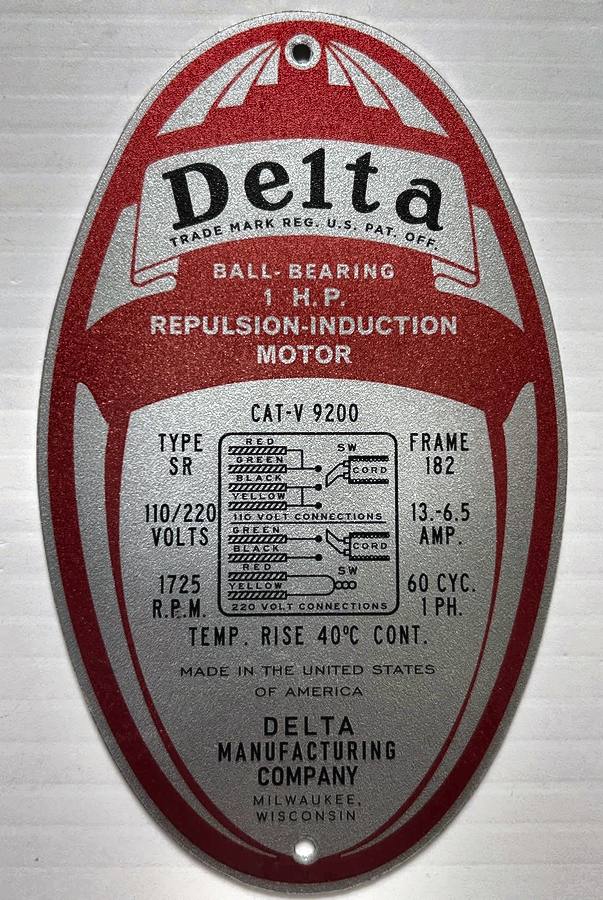 Delta
TRADE MARK REG. U.S. PAT. OFF.
BALL-BEARING
1 H.P.
REPULSION-INDUCTION
MOTOR
CAT-V 9200
TYPE
SR
110/220
VOLTS
1725
R.P.M.
RED
GREEN
BLACK
YELLOW
SW
CORD
110 VOLT CONNECTIONS
GREEN
BLACK
RED
YELLOW
CORD
SW
220 VOLT CONNECTIONS
FRAME
182
13.-6.5
AMP.
60 CYC.
1 PH.
TEMP. RISE 40°C CONT.
MADE IN THE UNITED STATES
OF AMERICA
DELTA
MANUFACTURING
COMPANY
MILWAUKEE,
WISCONSIN